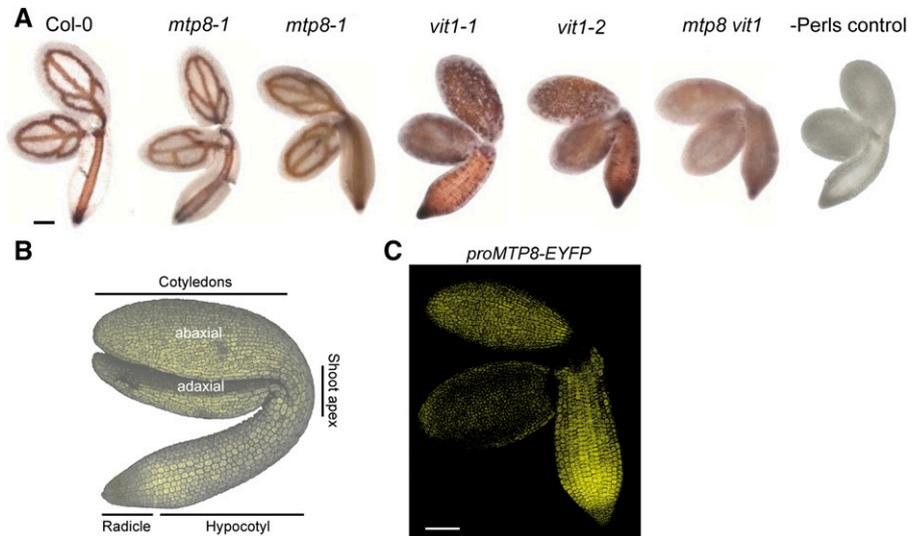 A
Col-0 mtp8-1 mtp8-1 vit1-1 vit1-2 mtp8 vit1 -Perls control
B
Cotyledons
abaxial
adaxial
Shoot apex
Radicle Hypocotyl
C
proMTP8-EYFP